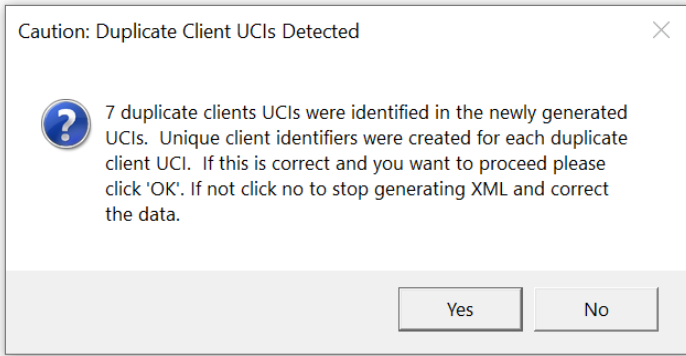 Caution: Duplicate Client UCIs Detected
7 duplicate clients UCIs were identified in the newly generated
UCIs.  Unique client identifiers were created for each duplicate
client UCI.  If this is correct and you want to proceed please
click 'OK'. If not click no to stop generating XML and correct
the data.
Yes No